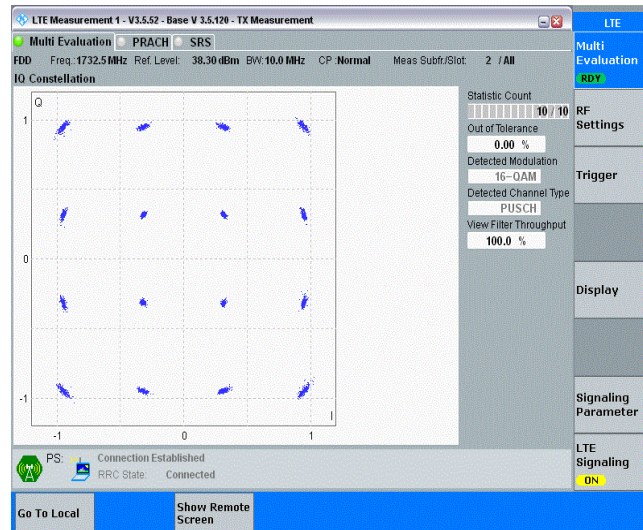 LTE Measurement 1 - V3.5.52 - Base V 3.5.120 - TX Measurement
LTE
Multi Evaluation PRACH SRS
FDD Freq.:1732.5 MHz Ref. Level: 38.30 dBm BW:10.0 MHz CP :Normal Meas Subfr./Slot: 2 / All
IQ Constellation
Q
1
0
-1
-1 0 1
I
Statistic Count
10 / 10
Out of Tolerance
0.00 %
Detected Modulation
16-QAM
Detected Channel Type
PUSCH
View Filter Throughput
100.0 %
Multi
Evaluation
RDY
RF
Settings
Trigger
Display
Signaling
Parameter
LTE
Signaling
ON
PS: Connection Established
RRC State: Connected
Go To Local
Show Remote
Screen